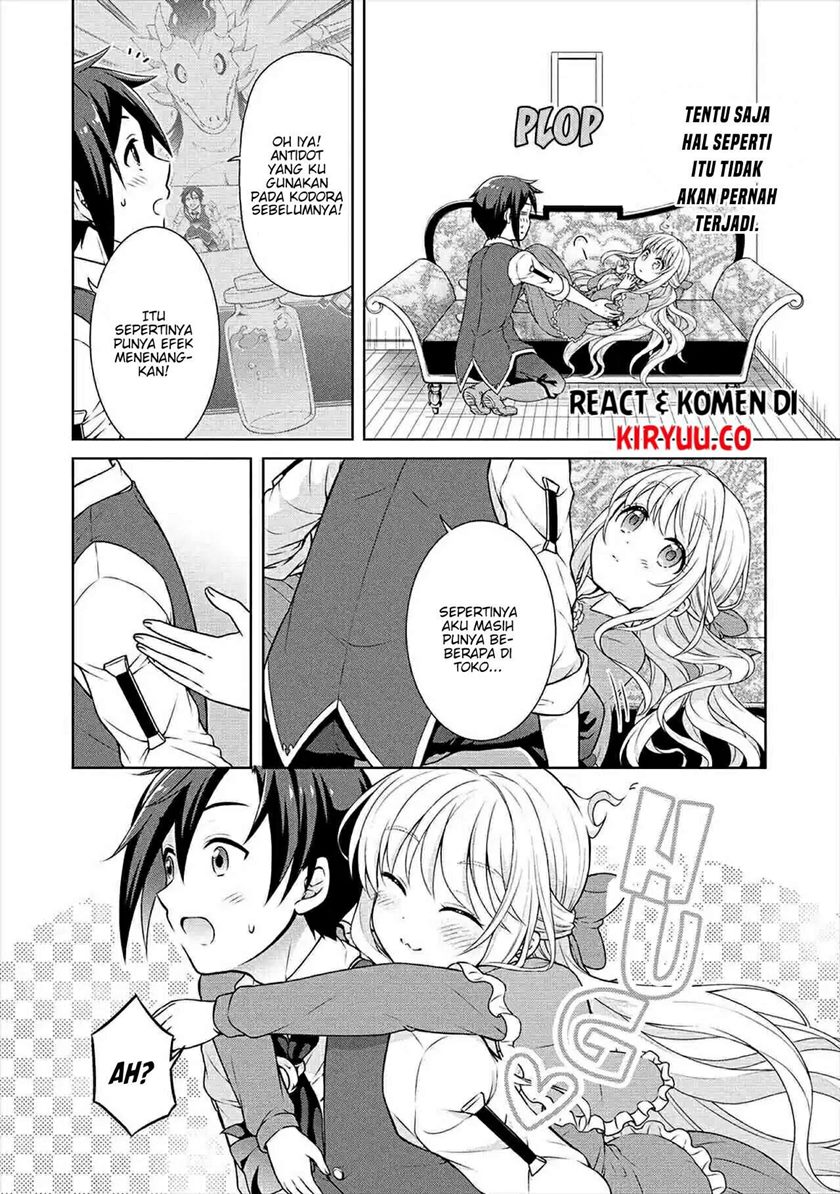 OH IYA!
ANTIDOT
YANG KU
GUNAKAN
PADA KODORA
SEBELUMNYA!
ITU
SEPERTINYA
PUNYA EFEK
MENENANG-
KAN!
PLOP
TENTU SAJA
HAL SEPERTI
ITU TIDAK
AKAN PERNAH
TERJADI.
REACT & KOMEN DI
KIRYUU.CO
SEPERTINYA
AKU MASIH
PUNYA BE-
BERAPA DI
TOKO...
HUG
AH?